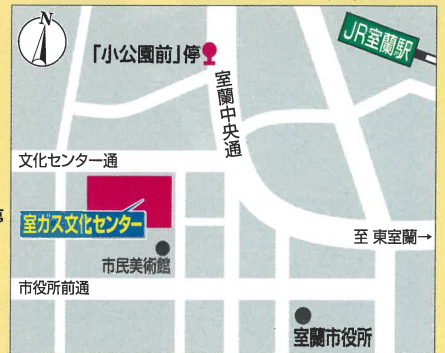 N
JR室蘭駅
「小公園前」停
室蘭中央通
文化センター通
室ガス文化センター
至 東室蘭→
市民美術館
市役所前通
室蘭市役所